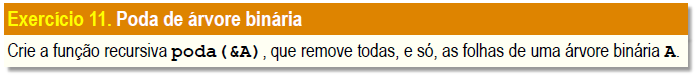 Exercício 11. Poda de árvore binária
Crie a função recursiva poda(&A), que remove todas, e só, as folhas de uma árvore binária A.